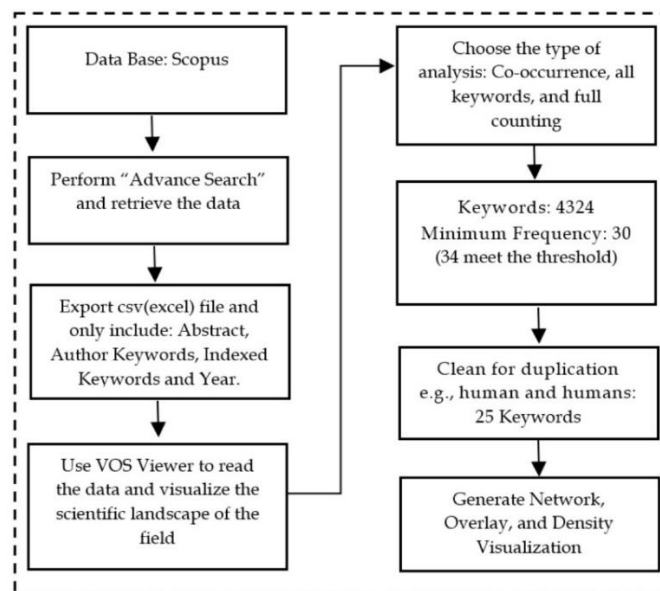 Data Base: Scopus
Perform “Advance Search”
and retrieve the data
Export csv(excel) file and
only include: Abstract,
Author Keywords, Indexed
Keywords and Year.
Use VOS Viewer to read
the data and visualize the
scientific landscape of the
field
Choose the type of
analysis: Co-occurrence, all
keywords, and full
counting
Keywords: 4324
Minimum Frequency: 30
(34 meet the threshold)
Clean for duplication
e.g., human and humans:
25 Keywords
Generate Network,
Overlay, and Density
Visualization